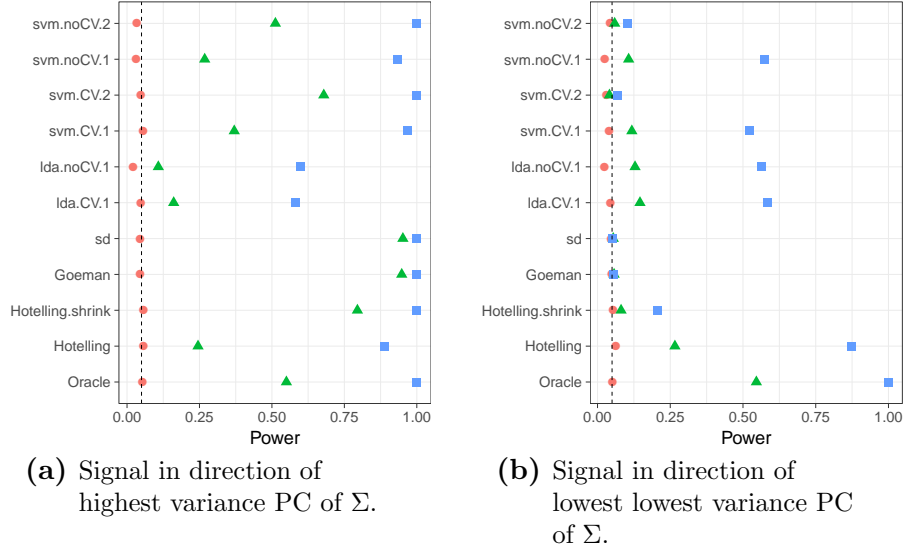 svm.noCV.2
svm.noCV.1
svm.CV.2
svm.CV.1
lda.noCV.1
lda.CV.1
sd
Goeman
Hotelling.shrink
Hotelling
Oracle
0.00 0.25 0.50 0.75 1.00
Power
(a) Signal in direction of
highest variance PC of Σ.
svm.noCV.2
svm.noCV.1
svm.CV.2
svm.CV.1
lda.noCV.1
lda.CV.1
sd
Goeman
Hotelling.shrink
Hotelling
Oracle
0.00 0.25 0.50 0.75 1.00
Power
(b) Signal in direction of
lowest lowest variance PC
of Σ.